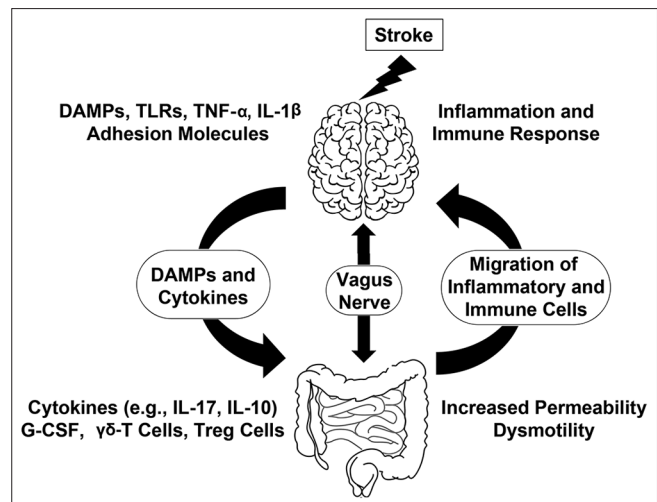 Stroke
DAMPs, TLRs, TNF-α, IL-1β
Adhesion Molecules
Inflammation and
Immune Response
DAMPs and
Cytokines
Vagus
Nerve
Migration of
Inflammatory and
Immune Cells
Cytokines (e.g., IL-17, IL-10)
G-CSF, γδ-T Cells, Treg Cells
Increased Permeability
Dysmotility